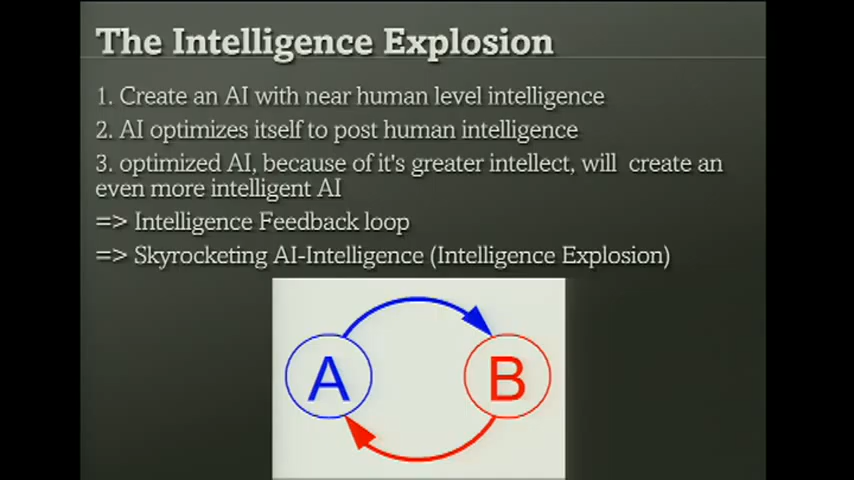 The Intelligence Explosion
1. Create an AI with near human level intelligence
2. AI optimizes itself to post human intelligence
3. optimized AI, because of it's greater intellect, will create an
even more intelligent AI
=> Intelligence Feedback loop
=> Skyrocketing AI-Intelligence (Intelligence Explosion)
A B